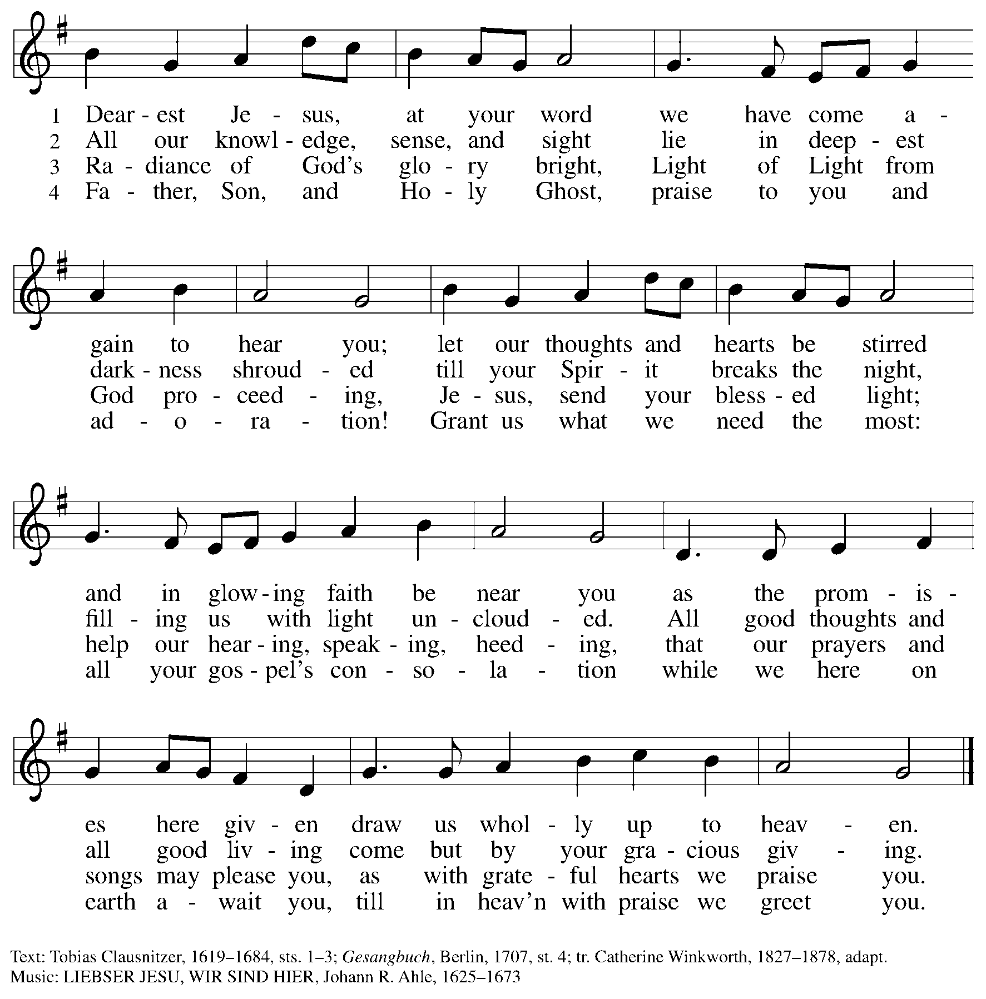 1 Dear - est Je - sus, at your word we have come a -
2 All our knowl - edge, sense, and sight lie in deep - est
3 Ra - diance of God's glo - ry bright, Light of Light from
4 Fa - ther, Son, and Ho - ly Ghost, praise to you and
gain to hear you; let our thoughts and hearts be stirred
dark - ness shroud - ed till your Spir - it breaks the night,
God pro - ceed - ing, Je - sus, send your bless - ed light;
ad - o - ra - tion! Grant us what we need the most:
and in glow - ing faith be near you as the prom - is -
fill - ing us with light un - cloud - ed. All good thoughts and
help our hear - ing, speak - ing, heed - ing, that our prayers and
all your gos - pel's con - so - la - tion while we here on
es here giv - en draw us whol - ly up to heav - en.
all good liv - ing come but by your gra - cious giv - ing.
songs may please you, as with grate - ful hearts we praise you.
earth a - wait you, till in heav'n with praise we greet you.
Text: Tobias Clausnitzer, 1619–1684, sts. 1–3; Gesangbuch, Berlin, 1707, st. 4; tr. Catherine Winkworth, 1827–1878, adapt.
Music: LIEBSER JESU, WIR SIND HIER, Johann R. Ahle, 1625–1673